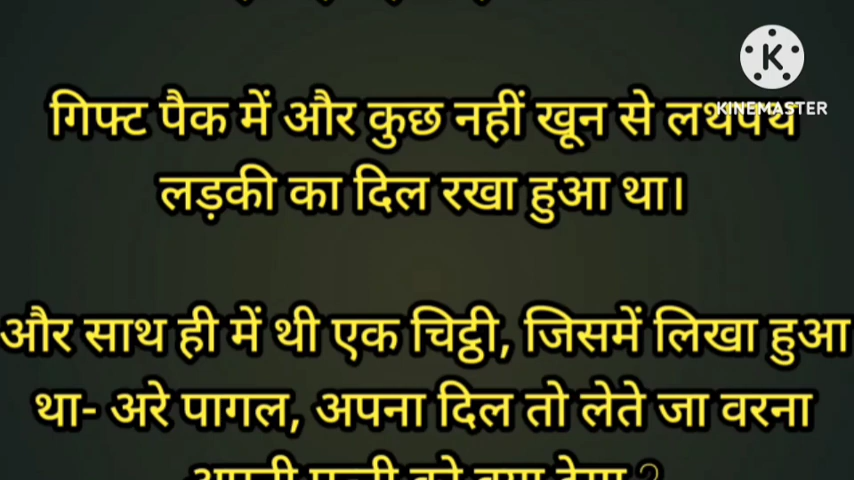 KINEMASTER
गिफ्ट पैक में और कुछ नहीं खून से लथपथ
लड़की का दिल रखा हुआ था।
और साथ ही में थी एक चिट्ठी, जिसमें लिखा हुआ
था- अरे पागल, अपना दिल तो लेते जा वरना